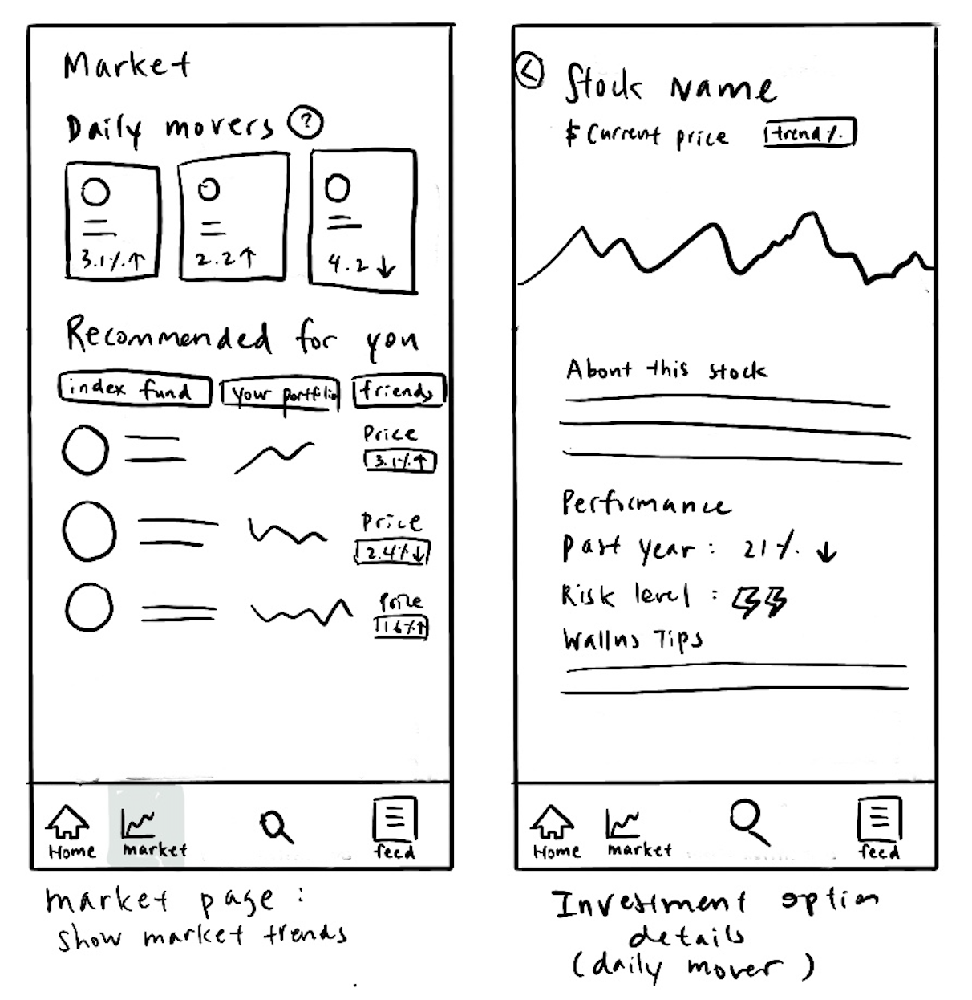 Market
Daily movers ?
3.1%↑
2.2↑
4.2↓
Recommended for you
index fund
your portfolio
friends
Price
3.1%↑
Price
2.4%↓
Price
1.6%↑
Home
market
feed
market page :
show market trends
<
Stock Name
$ Current price
trend %.
About this stock
Performance
Past year : 21% ↓
Risk level :
Tips
Home
market
feed
Investment option
details
(daily mover)